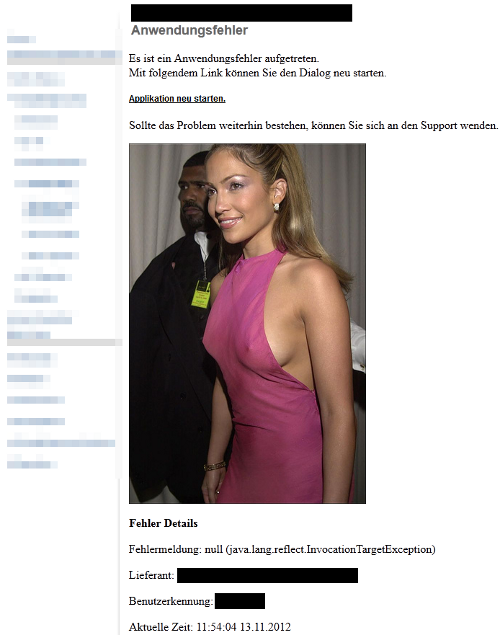 Anwendungsfehler
Es ist ein Anwendungsfehler aufgetreten.
Mit folgendem Link können Sie den Dialog neu starten.
Applikation neu starten.
Sollte das Problem weiterhin bestehen, können Sie sich an den Support wenden.
Fehler Details
Fehlermeldung: null (java.lang.reflect.InvocationTargetException)
Lieferant:
Benutzerkennung:
Aktuelle Zeit: 11:54:04 13.11.2012